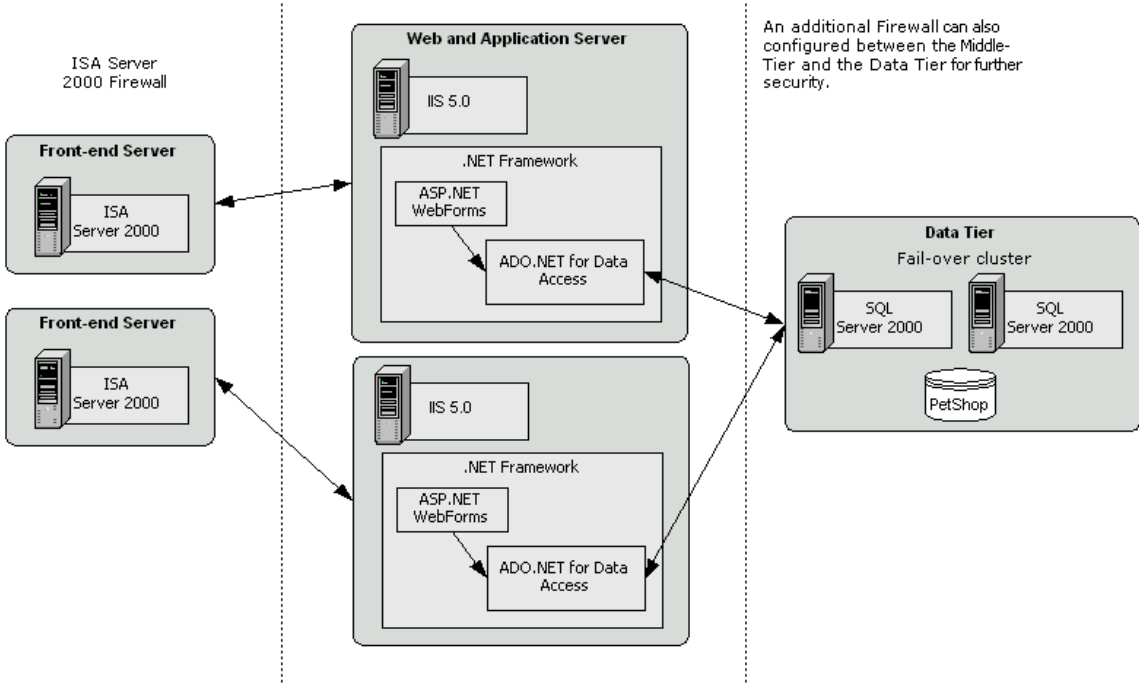 ISA Server
2000 Firewall
Front-end Server
ISA
Server 2000
Front-end Server
ISA
Server 2000
Web and Application Server
IIS 5.0
.NET Framework
ASP.NET
WebForms
ADO.NET for Data
Access
IIS 5.0
.NET Framework
ASP.NET
WebForms
ADO.NET for Data
Access
An additional Firewall can also
configured between the Middle-
Tier and the Data Tier for further
security.
Data Tier
Fail-over cluster
SQL
Server 2000
SQL
Server 2000
PetShop